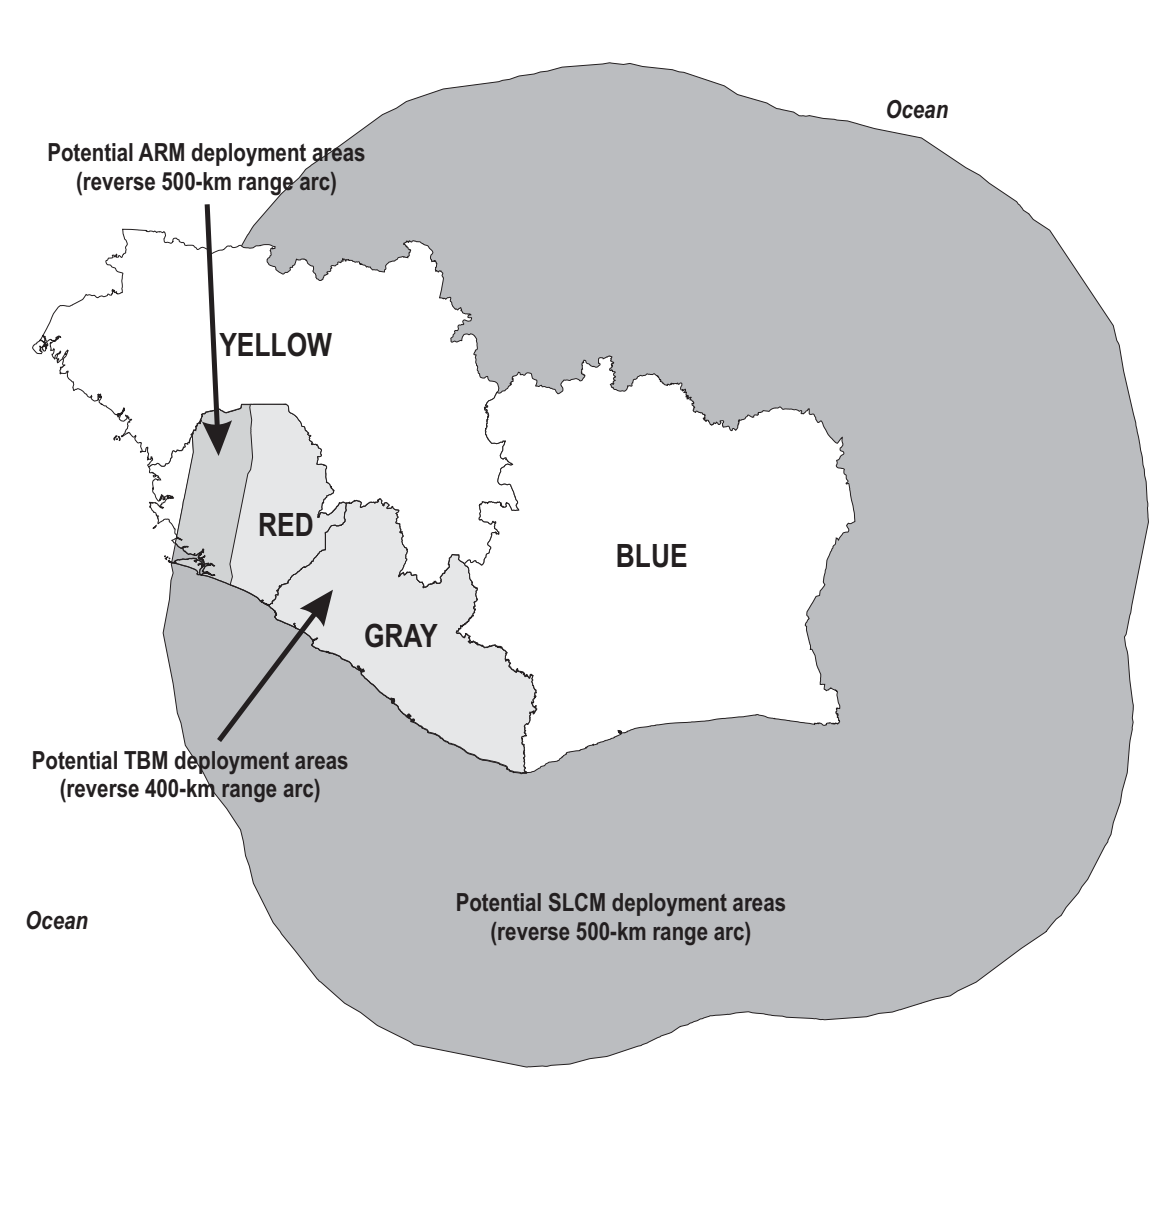 Ocean
Potential ARM deployment areas
(reverse 500-km range arc)
YELLOW
RED
BLUE
GRAY
Potential TBM deployment areas
(reverse 400-km range arc)
Potential SLCM deployment areas
(reverse 500-km range arc)
Ocean